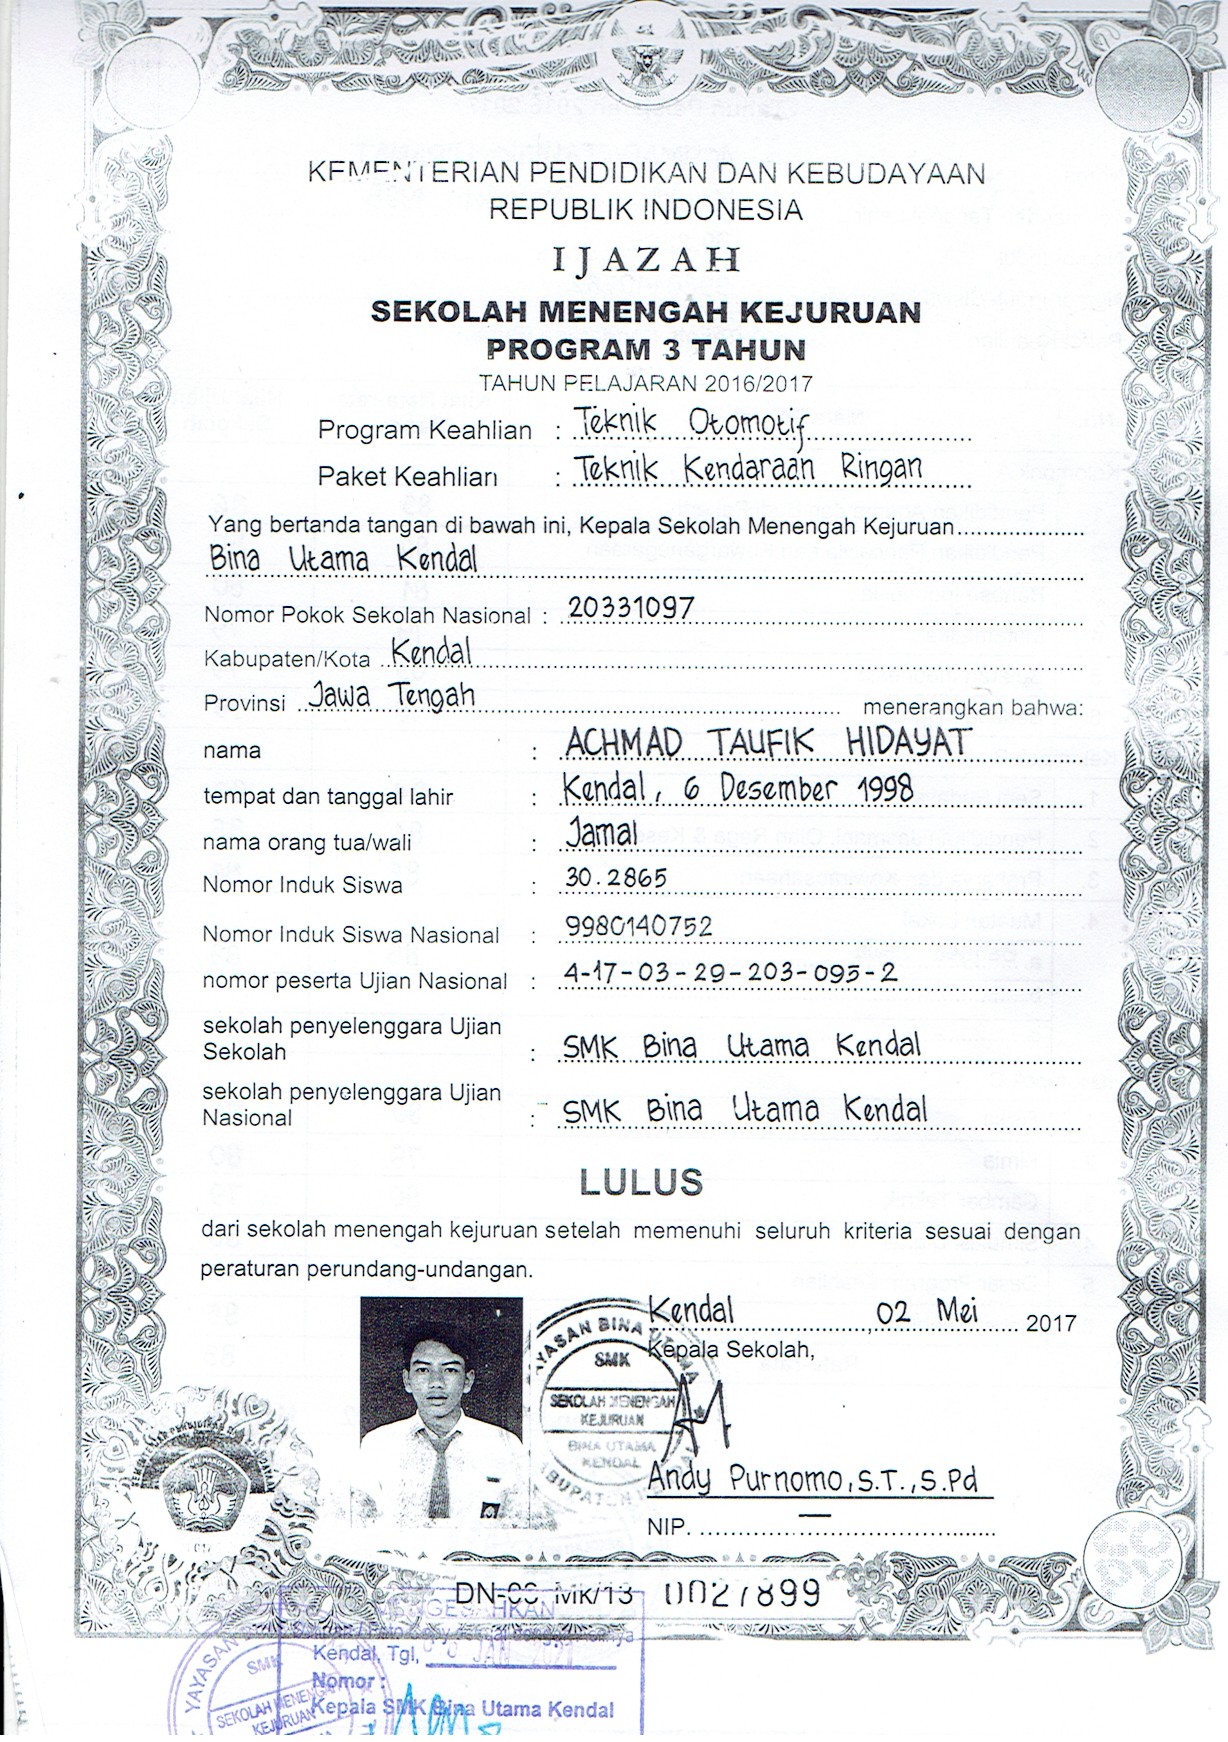 KEMENTERIAN PENDIDIKAN DAN KEBUDAYAAN
REPUBLIK INDONESIA
IJAZAH
SEKOLAH MENENGAH KEJURUAN
PROGRAM 3 TAHUN
TAHUN PELAJARAN 2016/2017
Program Keahlian : Teknik Otomotif
Paket Keahlian : Teknik Kendaraan Ringan
Yang bertanda tangan di bawah ini, Kepala Sekolah Menengah Kejuruan
Bina Utama Kendal
Nomor Pokok Sekolah Nasional : 20331097
Kabupaten/Kota Kendal
Provinsi Jawa Tengah menerangkan bahwa:
nama : ACHMAD TAUFIK HIDAYAT
tempat dan tanggal lahir : Kendal, 6 Desember 1998
nama orang tua/wali : Jamal
Nomor Induk Siswa : 30.2865
Nomor Induk Siswa Nasional : 9980140752
nomor peserta Ujian Nasional : 4-17-03-29-203-095-2
sekolah penyelenggara Ujian
Sekolah : SMK Bina Utama Kendal
sekolah penyelenggara Ujian
Nasional : SMK Bina Utama Kendal
LULUS
dari sekolah menengah kejuruan setelah memenuhi seluruh kriteria sesuai dengan
peraturan perundang-undangan.
Kendal, 02 Mei 2017
Kepala Sekolah,
YAYASAN BINA UTAMA
SMK
SEKOLAH MENENGAH
KEJURUAN
BINA UTAMA
KENDAL
Andy Purnomo, S.T., S.Pd
NIP. —
Mk/13 0027899
Kendal, Tgl,
Nomor :
Kepala SMK Bina Utama Kendal
YAYASAN
SMK
SEKOLAH MENENGAH
KEJURUAN